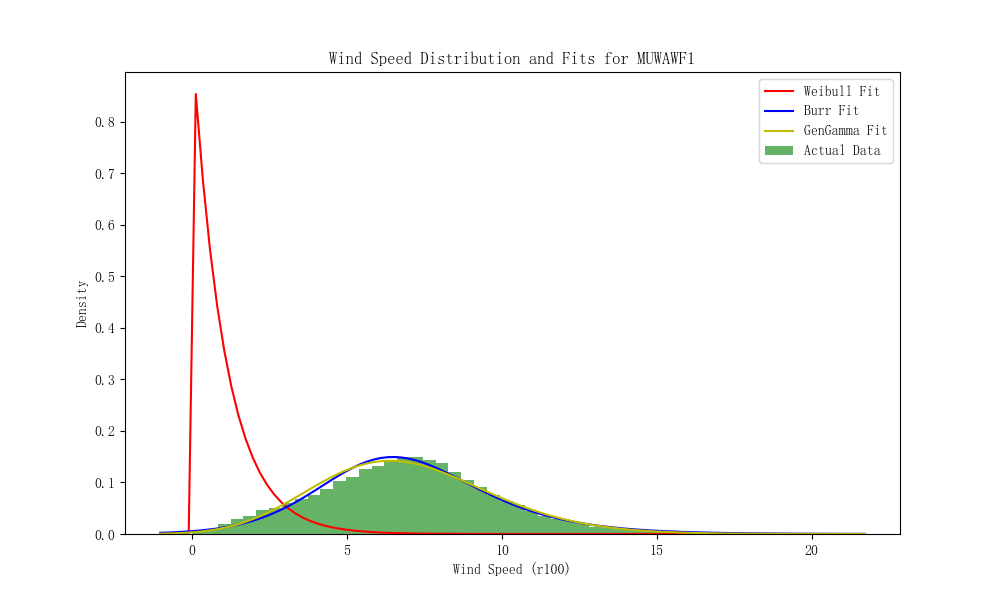 Wind Speed Distribution and Fits for MUWAWF1
Weibull Fit
Burr Fit
GenGamma Fit
Actual Data
Density
0.8
0.7
0.6
0.5
0.4
0.3
0.2
0.1
0.0
0 5 10 15 20
Wind Speed (r100)